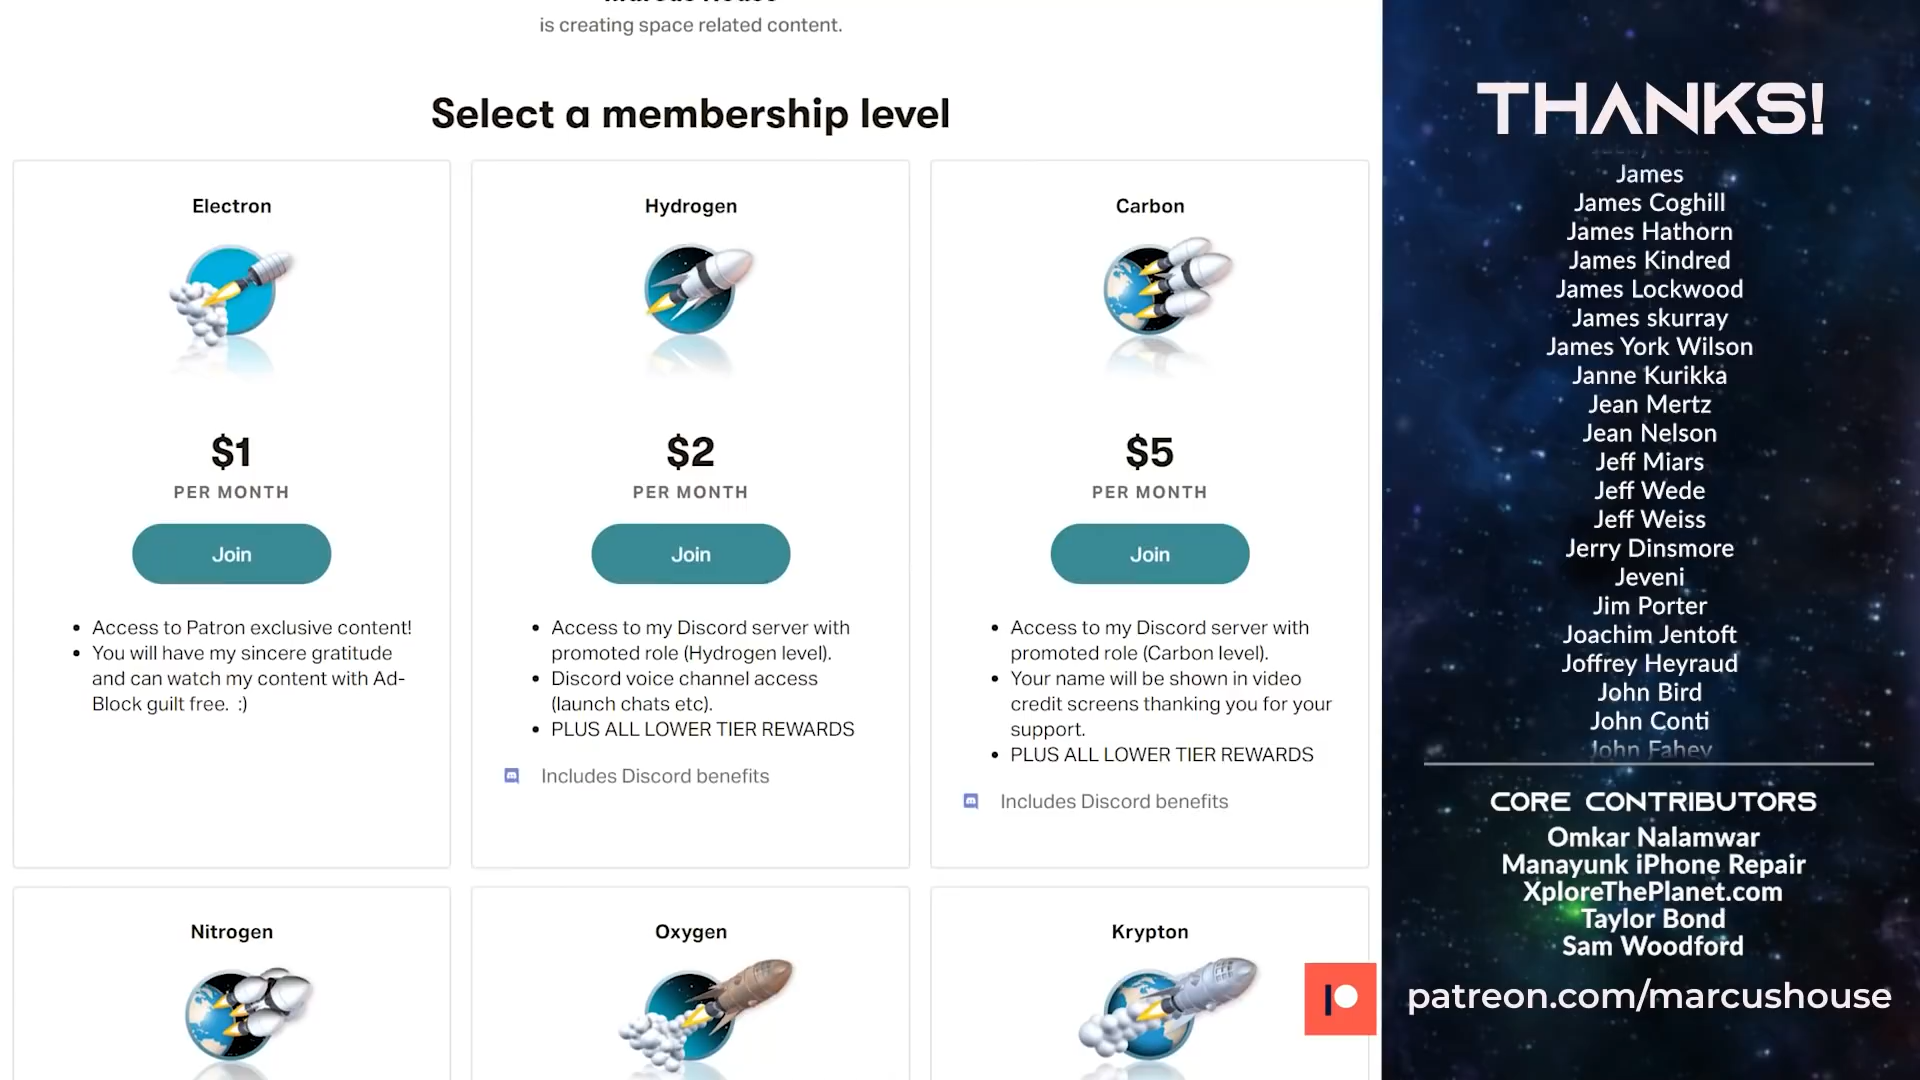 is creating space related content.
Select a membership level
Electron
$1
PER MONTH
Join
• Access to Patron exclusive content!
• You will have my sincere gratitude
and can watch my content with Ad-
Block guilt free. :)
Hydrogen
$2
PER MONTH
Join
• Access to my Discord server with
promoted role (Hydrogen level).
• Discord voice channel access
(launch chats etc).
• PLUS ALL LOWER TIER REWARDS
Includes Discord benefits
Carbon
$5
PER MONTH
Join
• Access to my Discord server with
promoted role (Carbon level).
• Your name will be shown in video
credit screens thanking you for your
support.
• PLUS ALL LOWER TIER REWARDS
Includes Discord benefits
Nitrogen
Oxygen
Krypton
THANKS!
James
James Coghill
James Hathorn
James Kindred
James Lockwood
James skurray
James York Wilson
Janne Kurikka
Jean Mertz
Jean Nelson
Jeff Miars
Jeff Wede
Jeff Weiss
Jerry Dinsmore
Jeveni
Jim Porter
Joachim Jentoft
Joffrey Heyraud
John Bird
John Conti
John Fahey
CORE CONTRIBUTORS
Omkar Nalamwar
Manayunk iPhone Repair
XploreThePlanet.com
Taylor Bond
Sam Woodford
patreon.com/marcushouse